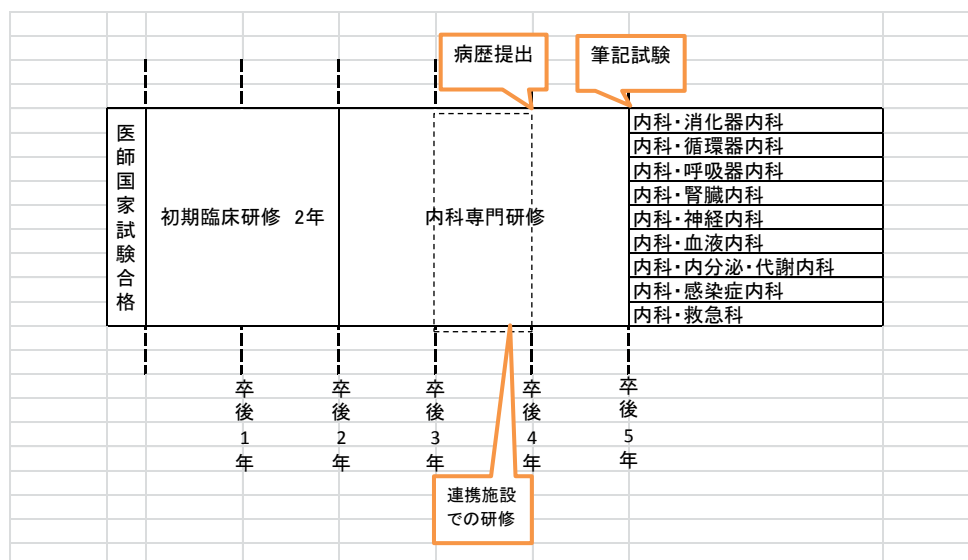 病歴提出
筆記試験
医師国家試験合格
初期臨床研修 2年
内科専門研修
内科・消化器内科
内科・循環器内科
内科・呼吸器内科
内科・腎臓内科
内科・神経内科
内科・血液内科
内科・内分泌・代謝内科
内科・感染症内科
内科・救急科
卒後1年
卒後2年
卒後3年
卒後4年
卒後5年
連携施設
での研修